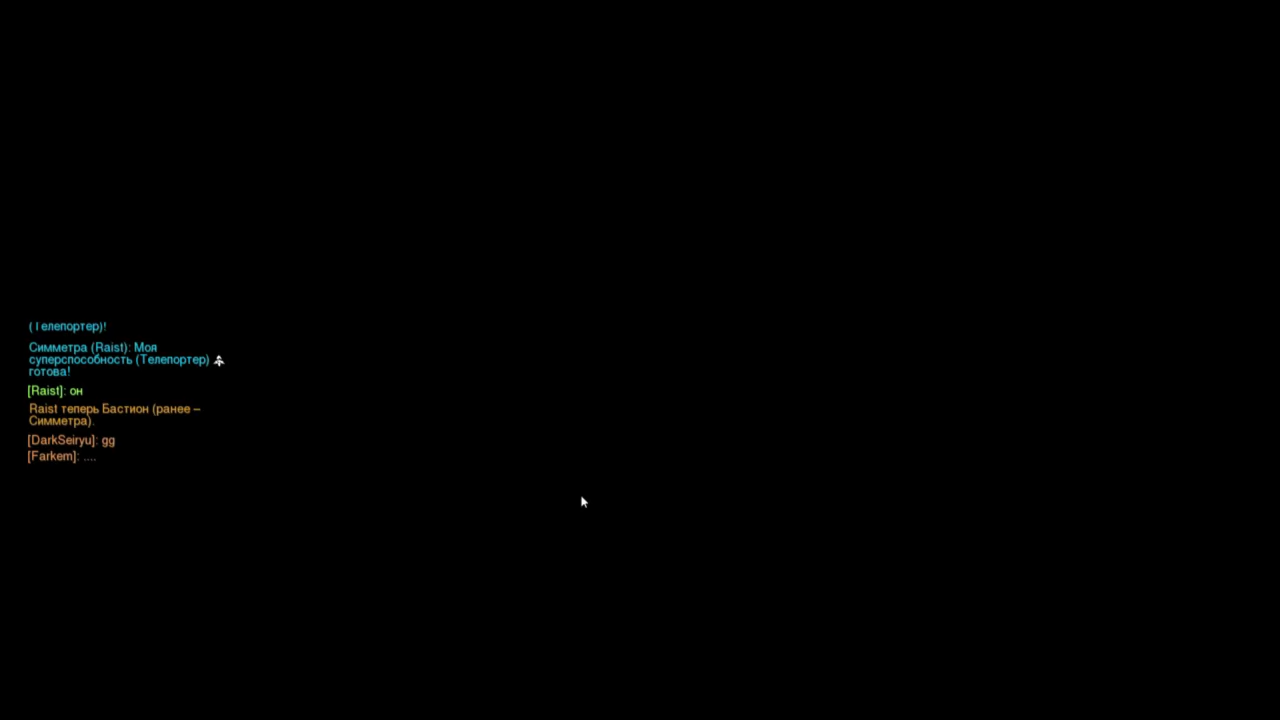 (Телепортер)!
Симметра (Raist): Моя
суперспособность (Телепортер)
готова!
[Raist]: он
Raist теперь Бастион (ранее –
Симметра).
[DarkSeiryu]: gg
[Farkem]: ....